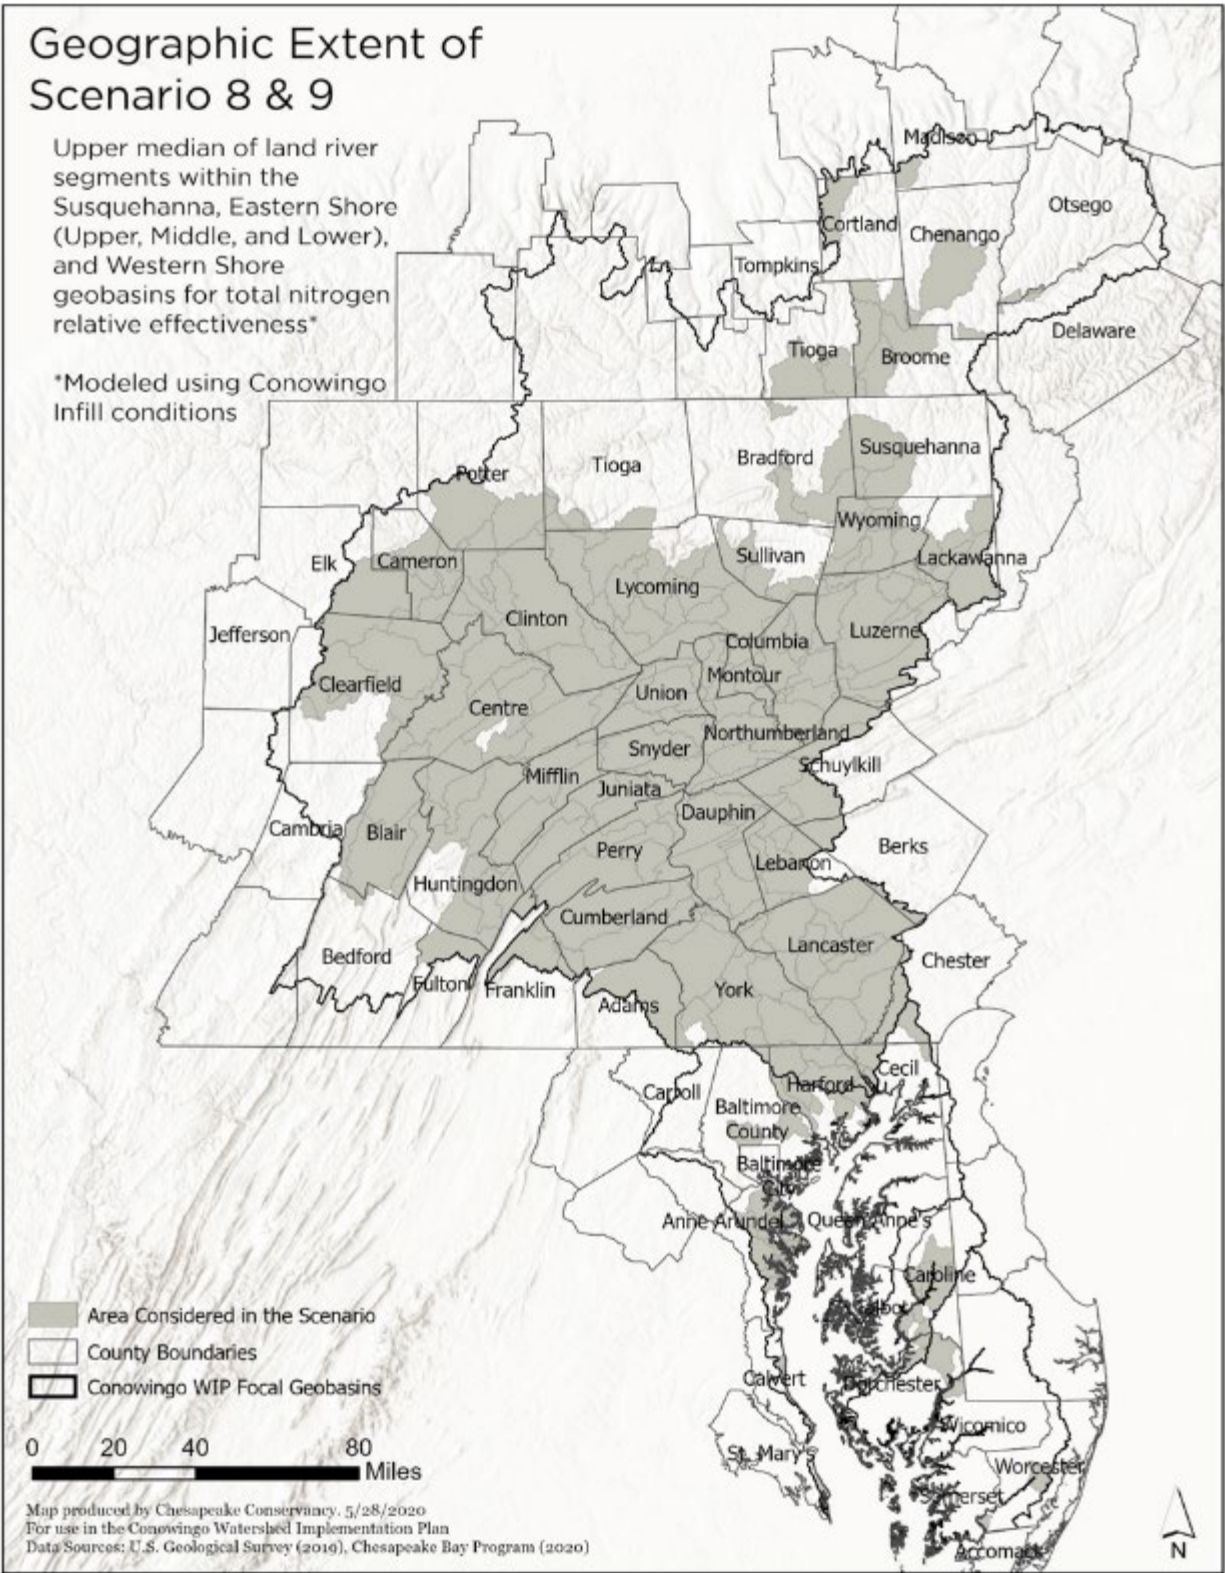 Geographic Extent of
Scenario 8 & 9
Upper median of land river
segments within the
Susquehanna, Eastern Shore
(Upper, Middle, and Lower),
and Western Shore
geobasins for total nitrogen
relative effectiveness*
*Modeled using Conowingo
Infill conditions
Madison
Otsego
Cortland
Chenango
Tompkins
Delaware
Tioga
Broome
Susquehanna
Bradford
Tioga
Potter
Wyoming
Sullivan
Lackawanna
Elk
Cameron
Lycoming
Clinton
Jefferson
Luzerne
Columbia
Montour
Clearfield
Union
Centre
Northumberland
Snyder
Schuylkill
Mifflin
Juniata
Dauphin
Cambria
Blair
Berks
Perry
Lebanon
Huntingdon
Cumberland
Lancaster
Bedford
Chester
Fulton
Franklin
York
Adams
Cecil
Harford
Carroll
Baltimore
County
Baltimore
City
Anne Arundel
Queen Anne's
Caroline
Talbot
Calvert
Dorchester
Wicomico
St. Mary's
Worcester
Somerset
Accomack
Area Considered in the Scenario
County Boundaries
Conowingo WIP Focal Geobasins
0 20 40 80
Miles
Map produced by Chesapeake Conservancy. 5/28/2020
For use in the Conowingo Watershed Implementation Plan
Data Sources: U.S. Geological Survey (2019), Chesapeake Bay Program (2020)
N